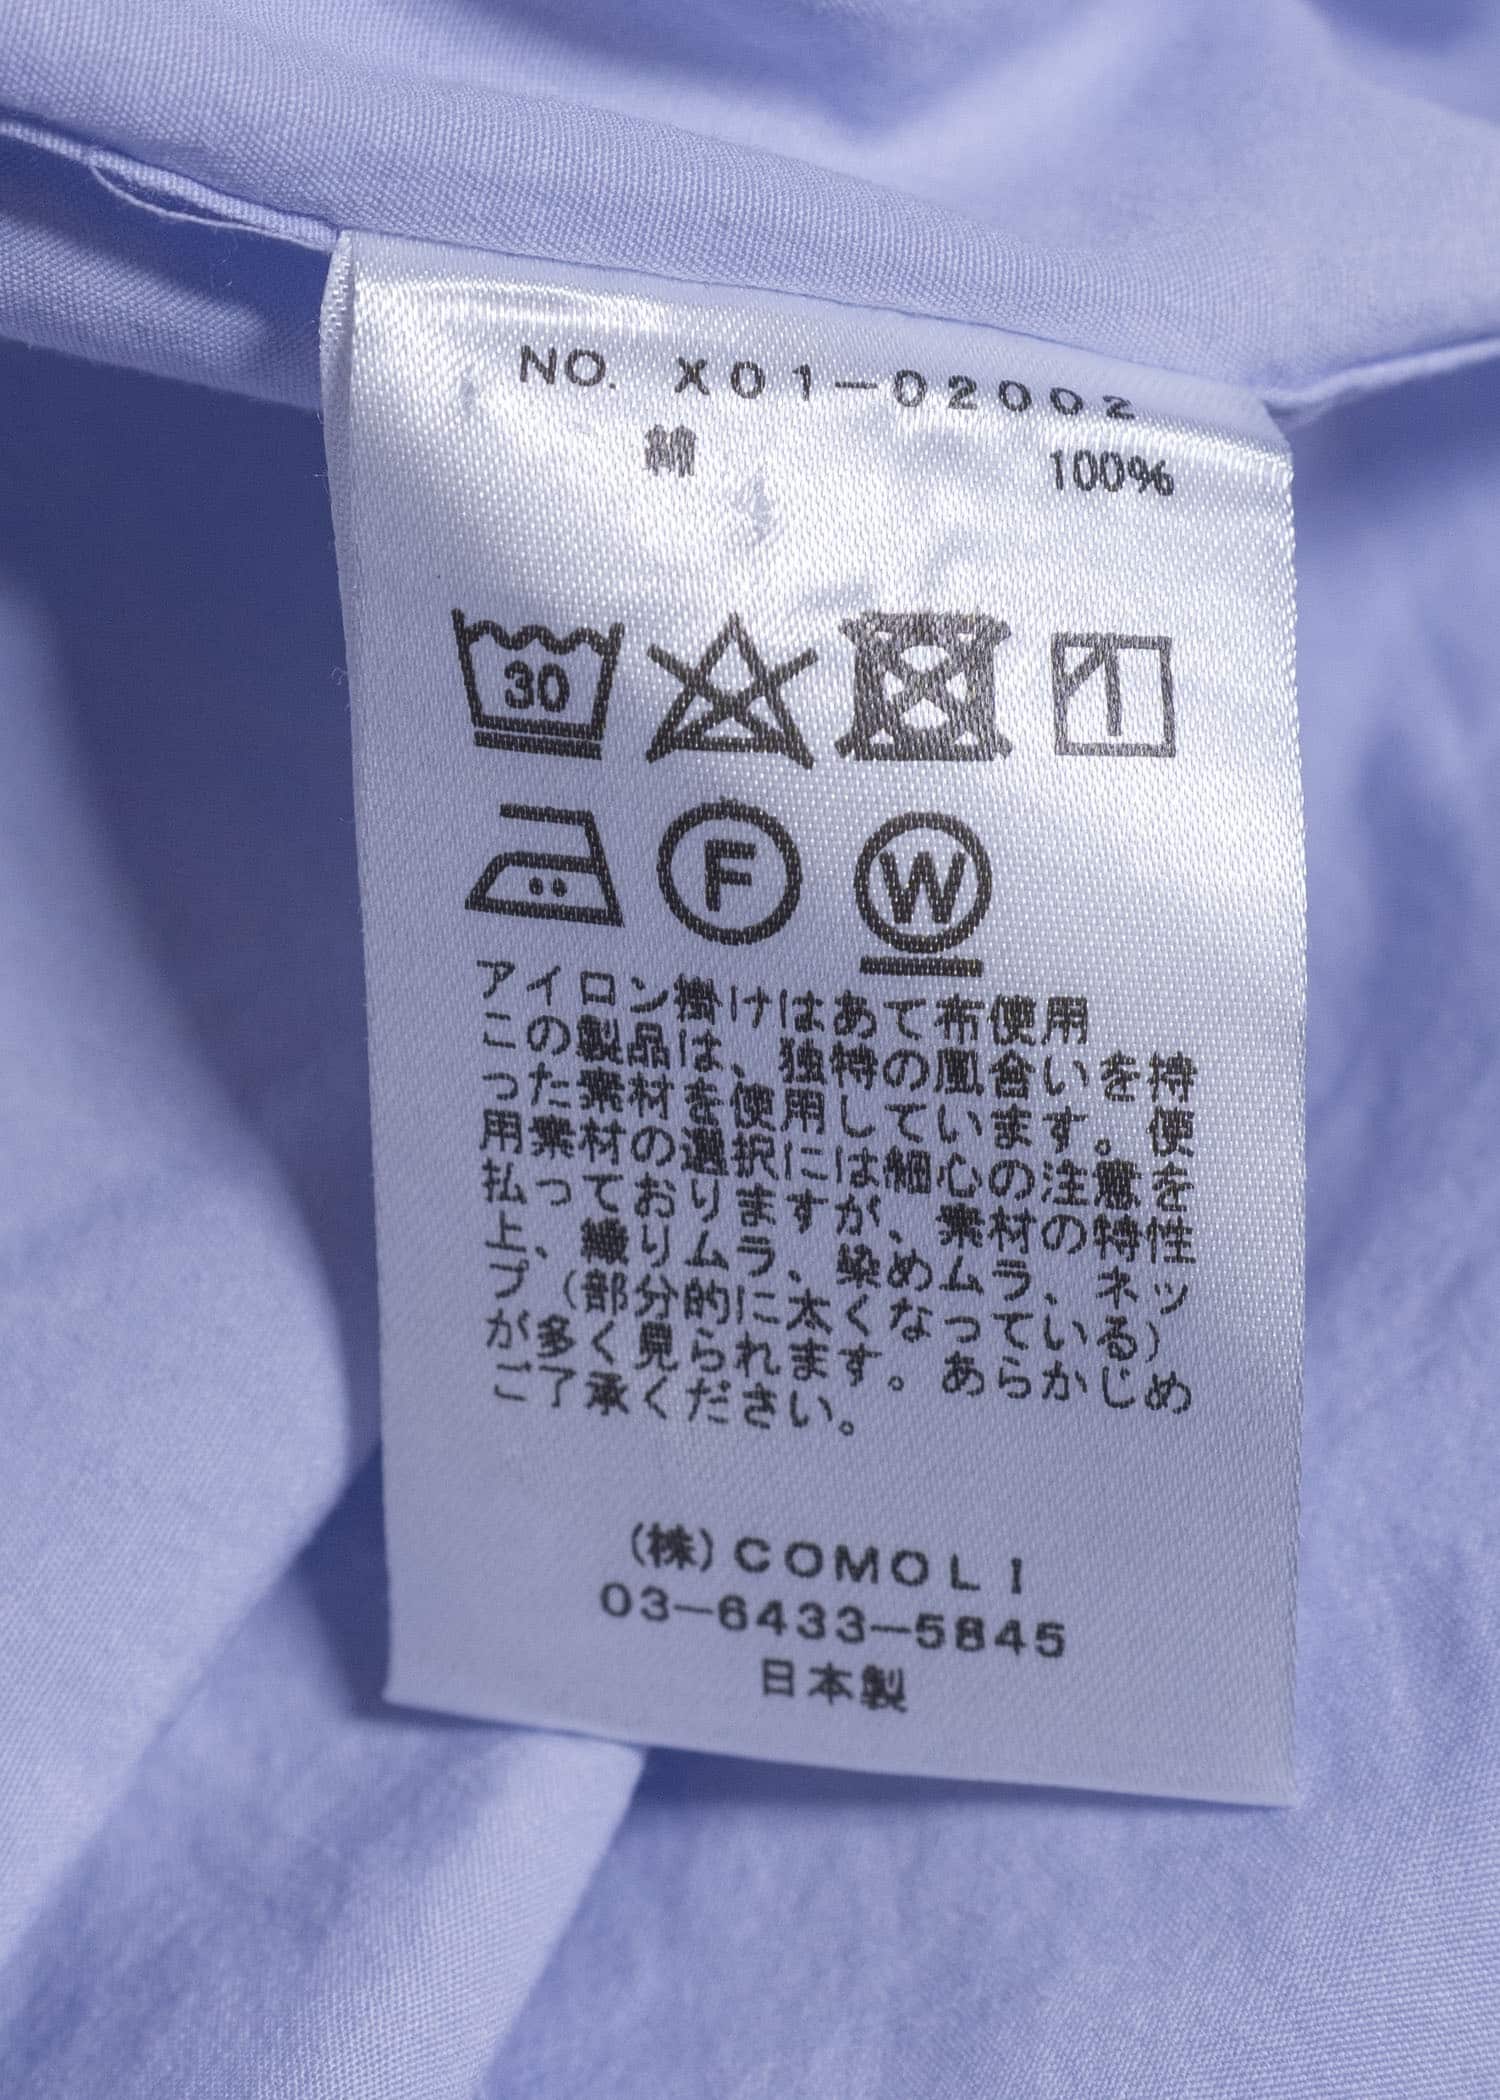 NO. X01-02002
綿 100%
30
F W
アイロン掛けはあて布使用
この製品は、独特の風合いを持
った素材を使用しています。使
用素材の選択には細心の注意を
払っておりますが、素材の特性
上、織りムラ、染めムラ、ネッ
プ（部分的に太くなっている）
が多く見られます。あらかじめ
ご了承ください。
(株)COMOLI
03-6433-5845
日本製